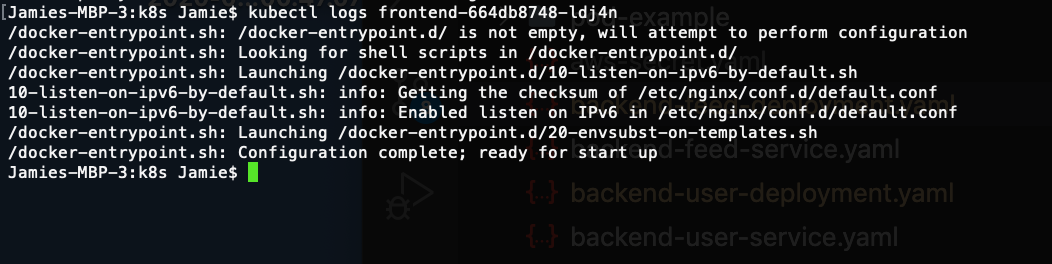 [Jamies-MBP-3:k8s Jamie$ kubectl logs frontend-664db8748-ldj4n
/docker-entrypoint.sh: /docker-entrypoint.d/ is not empty, will attempt to perform configuration
/docker-entrypoint.sh: Looking for shell scripts in /docker-entrypoint.d/
/docker-entrypoint.sh: Launching /docker-entrypoint.d/10-listen-on-ipv6-by-default.sh
10-listen-on-ipv6-by-default.sh: info: Getting the checksum of /etc/nginx/conf.d/default.conf
10-listen-on-ipv6-by-default.sh: info: Enabled listen on IPv6 in /etc/nginx/conf.d/default.conf
/docker-entrypoint.sh: Launching /docker-entrypoint.d/20-envsubst-on-templates.sh
/docker-entrypoint.sh: Configuration complete; ready for start up
Jamies-MBP-3:k8s Jamie$
pod-example
backend-feed-deployment.yaml
backend-feed-service.yaml
{...} backend-user-deployment.yaml
{...} backend-user-service.yaml